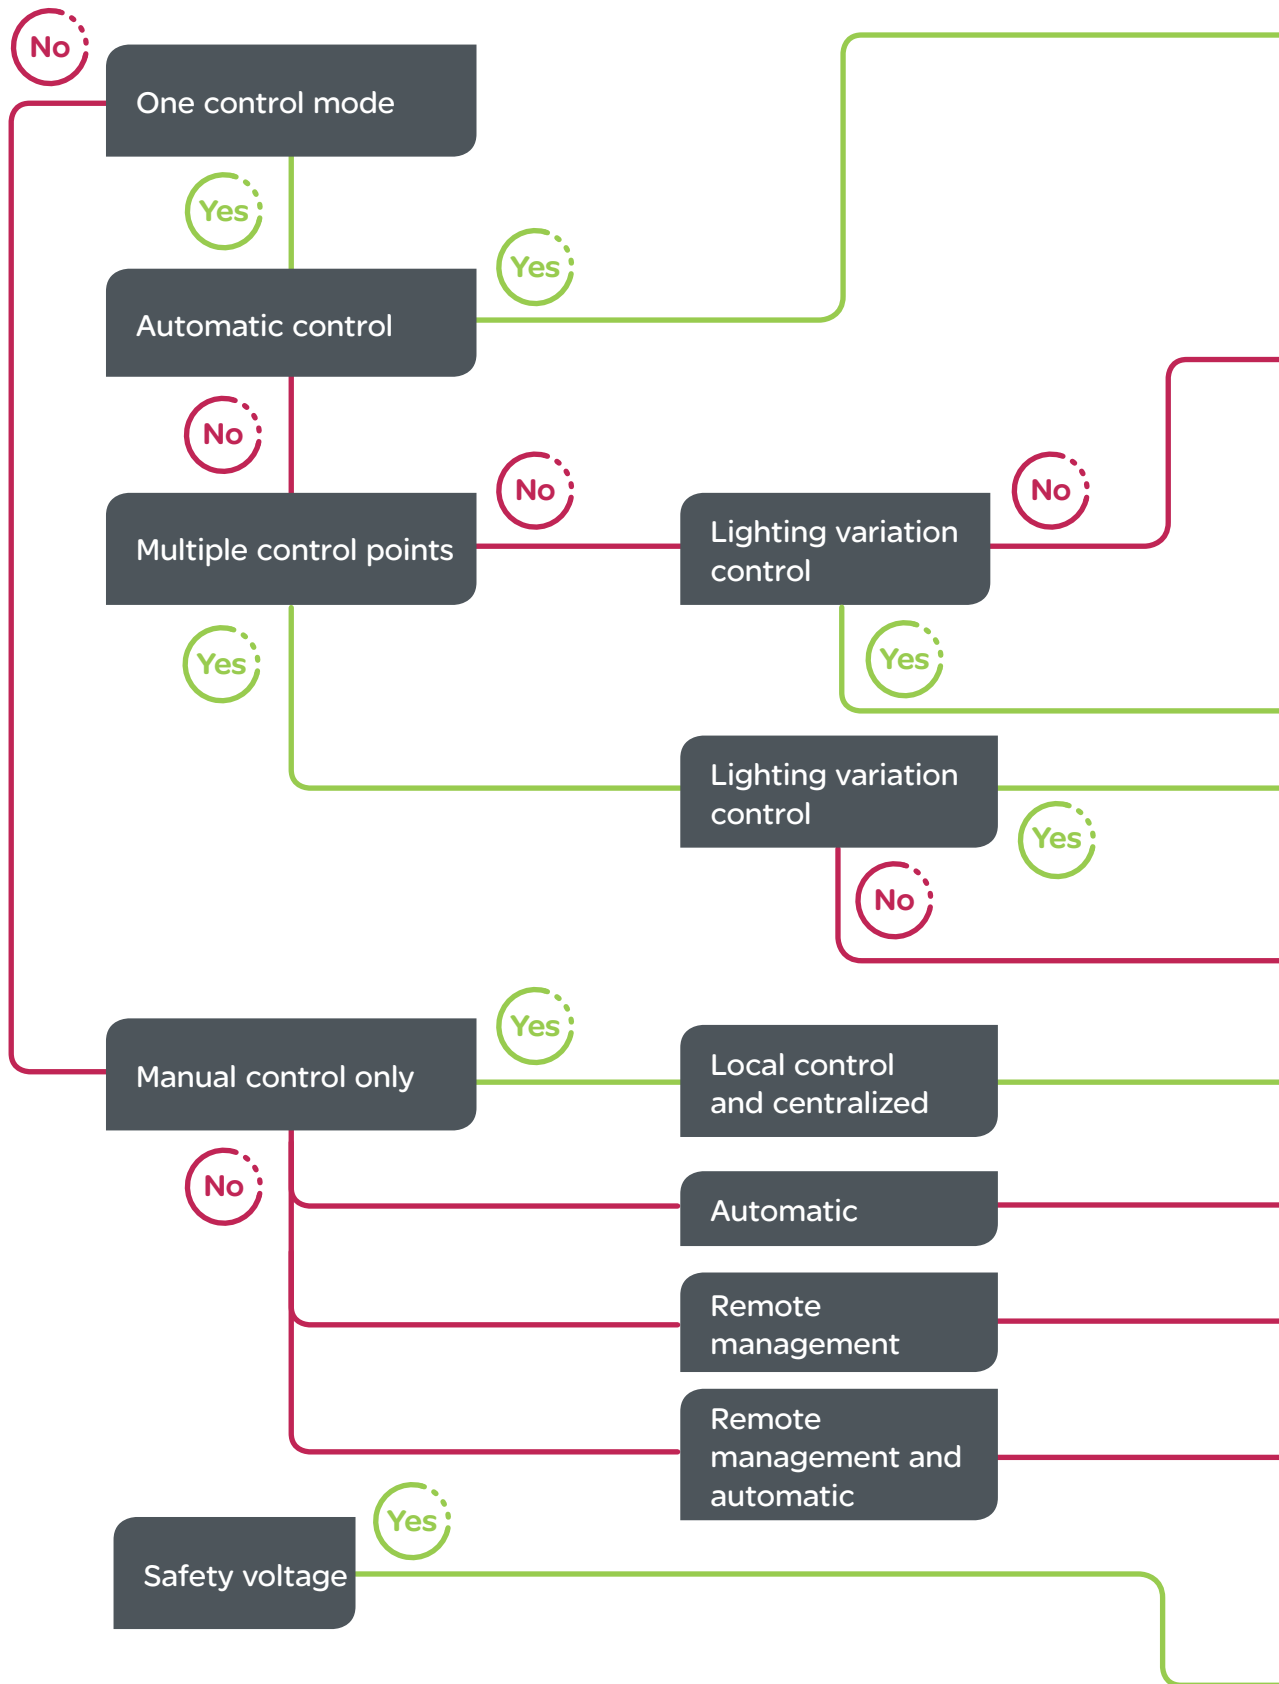 No
One control mode
Yes
Yes
Automatic control
No
No
No
Multiple control points
Lighting variation
control
Yes
Yes
Lighting variation
control
Yes
No
Yes
Manual control only
Local control
and centralized
No
Automatic
Remote
management
Remote
management and
automatic
Yes
Safety voltage